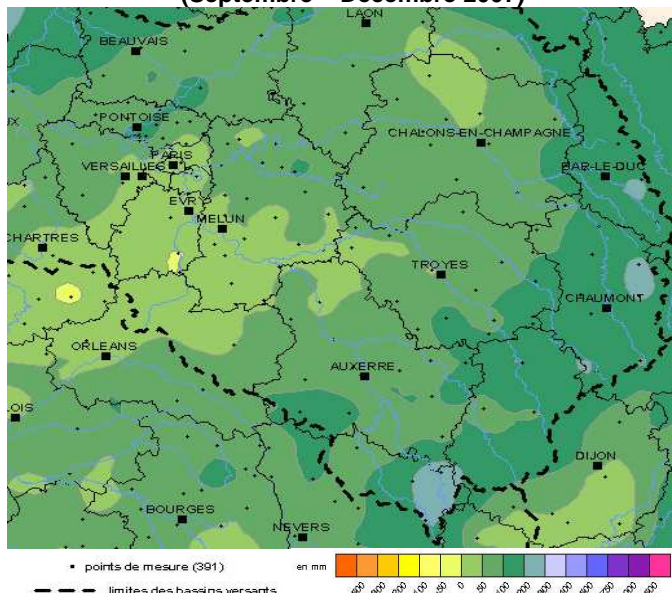 (Septembre – Décembre 2007)
LAON
BEAUVAIS
PONTOISE
CHALONS-EN-CHAMPAGNE
PARIS
VERSAILLES
BAR-LE-DUC
EVRY
MELUN
CHARTRES
TROYES
CHAUMONT
ORLEANS
AUXERRE
LOIS
DIJON
BOURGES
NEVERS
points de mesure (391)
en mm
limites des bassins versants